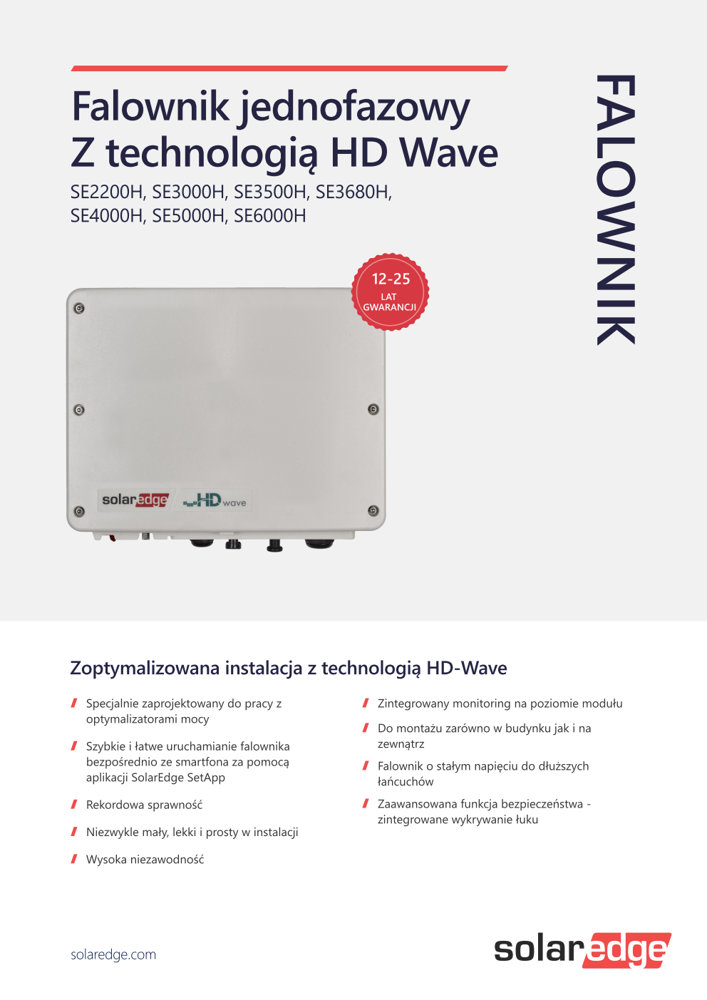 Falownik jednofazowy
Z technologią HD Wave
SE2200H, SE3000H, SE3500H, SE3680H,
SE4000H, SE5000H, SE6000H
FALOWNIK
12-25
LAT
GWARANCJI
solaredge
HD wave
Zoptymalizowana instalacja z technologią HD-Wave
Specjalnie zaprojektowany do pracy z
optymalizatorami mocy
Szybkie i łatwe uruchamianie falownika
bezpośrednio ze smartfona za pomocą
aplikacji SolarEdge SetApp
Rekordowa sprawność
Niezwykle mały, lekki i prosty w instalacji
Wysoka niezawodność
Zintegrowany monitoring na poziomie modułu
Do montażu zarówno w budynku jak i na
zewnątrz
Falownik o stałym napięciu do dłuższych
łańcuchów
Zaawansowana funkcja bezpieczeństwa -
zintegrowane wykrywanie łuku
solaredge.com
solaredge